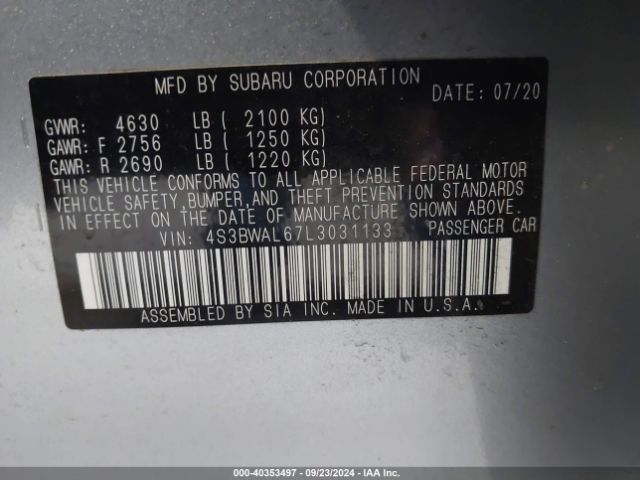 MFD BY SUBARU CORPORATION
DATE: 07/20
GVWR: 4630 LB ( 2100 KG)
GAWR: F 2756 LB ( 1250 KG)
GAWR: R 2690 LB ( 1220 KG)
THIS VEHICLE CONFORMS TO ALL APPLICABLE FEDERAL MOTOR
VEHICLE SAFETY, BUMPER, AND THEFT PREVENTION STANDARDS
IN EFFECT ON THE DATE OF MANUFACTURE SHOWN ABOVE.
VIN: 4S3BWAL67L3031133 PASSENGER CAR
ASSEMBLED BY SIA INC. MADE IN U.S.A.
000-40353497 - 09/23/2024 - IAAI.COM